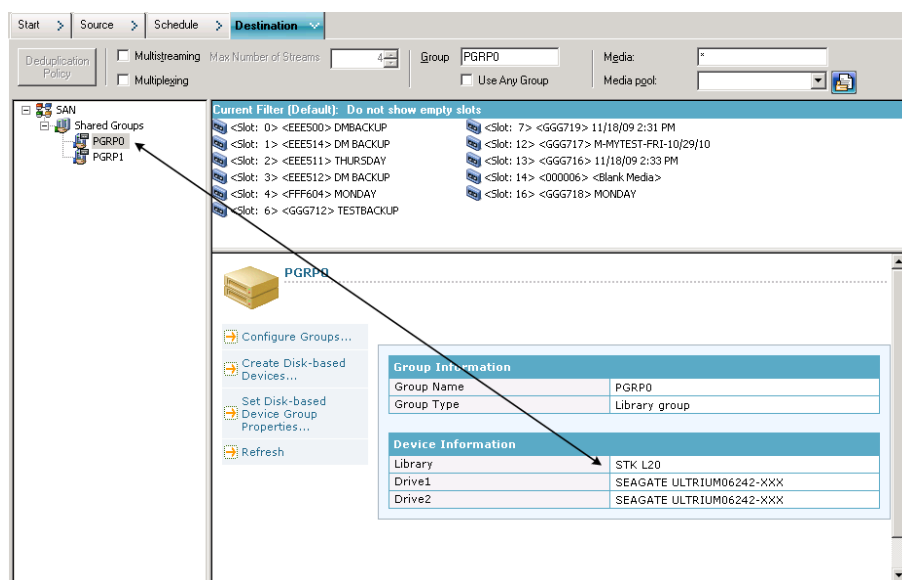 Start > Source > Schedule > Destination
Deduplication Policy
Multistreaming Max Number of Streams 4 Group PGRP0 Media: *
Multiplexing Use Any Group Media pool:
SAN
Shared Groups
PGRP0
PGRP1
Current Filter (Default): Do not show empty slots
<Slot: 0> <EEE500> DMBACKUP
<Slot: 1> <EEE514> DM BACKUP
<Slot: 2> <EEE511> THURSDAY
<Slot: 3> <EEE512> DM BACKUP
<Slot: 4> <FFF604> MONDAY
<Slot: 6> <GGG712> TESTBACKUP
<Slot: 7> <GGG719> 11/18/09 2:31 PM
<Slot: 12> <GGG717> M-MYTEST-FRI-10/29/10
<Slot: 13> <GGG716> 11/18/09 2:33 PM
<Slot: 14> <000006> <Blank Media>
<Slot: 16> <GGG718> MONDAY
PGRP0
Configure Groups...
Create Disk-based
Devices...
Set Disk-based
Device Group
Properties...
Refresh
Group Information
Group Name PGRP0
Group Type Library group
Device Information
Library STK L20
Drive1 SEAGATE ULTRIUM06242-XXX
Drive2 SEAGATE ULTRIUM06242-XXX